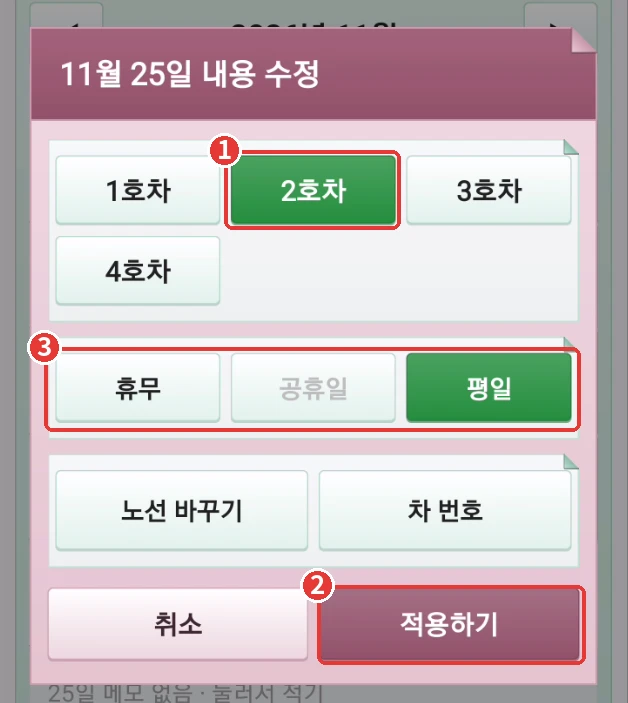 11월 25일 내용 수정
1
1호차 2호차 3호차
4호차
3
휴무 공휴일 평일
노선 바꾸기 차 번호
2
취소 적용하기
25일 메모 없음 · 눌러서 적기